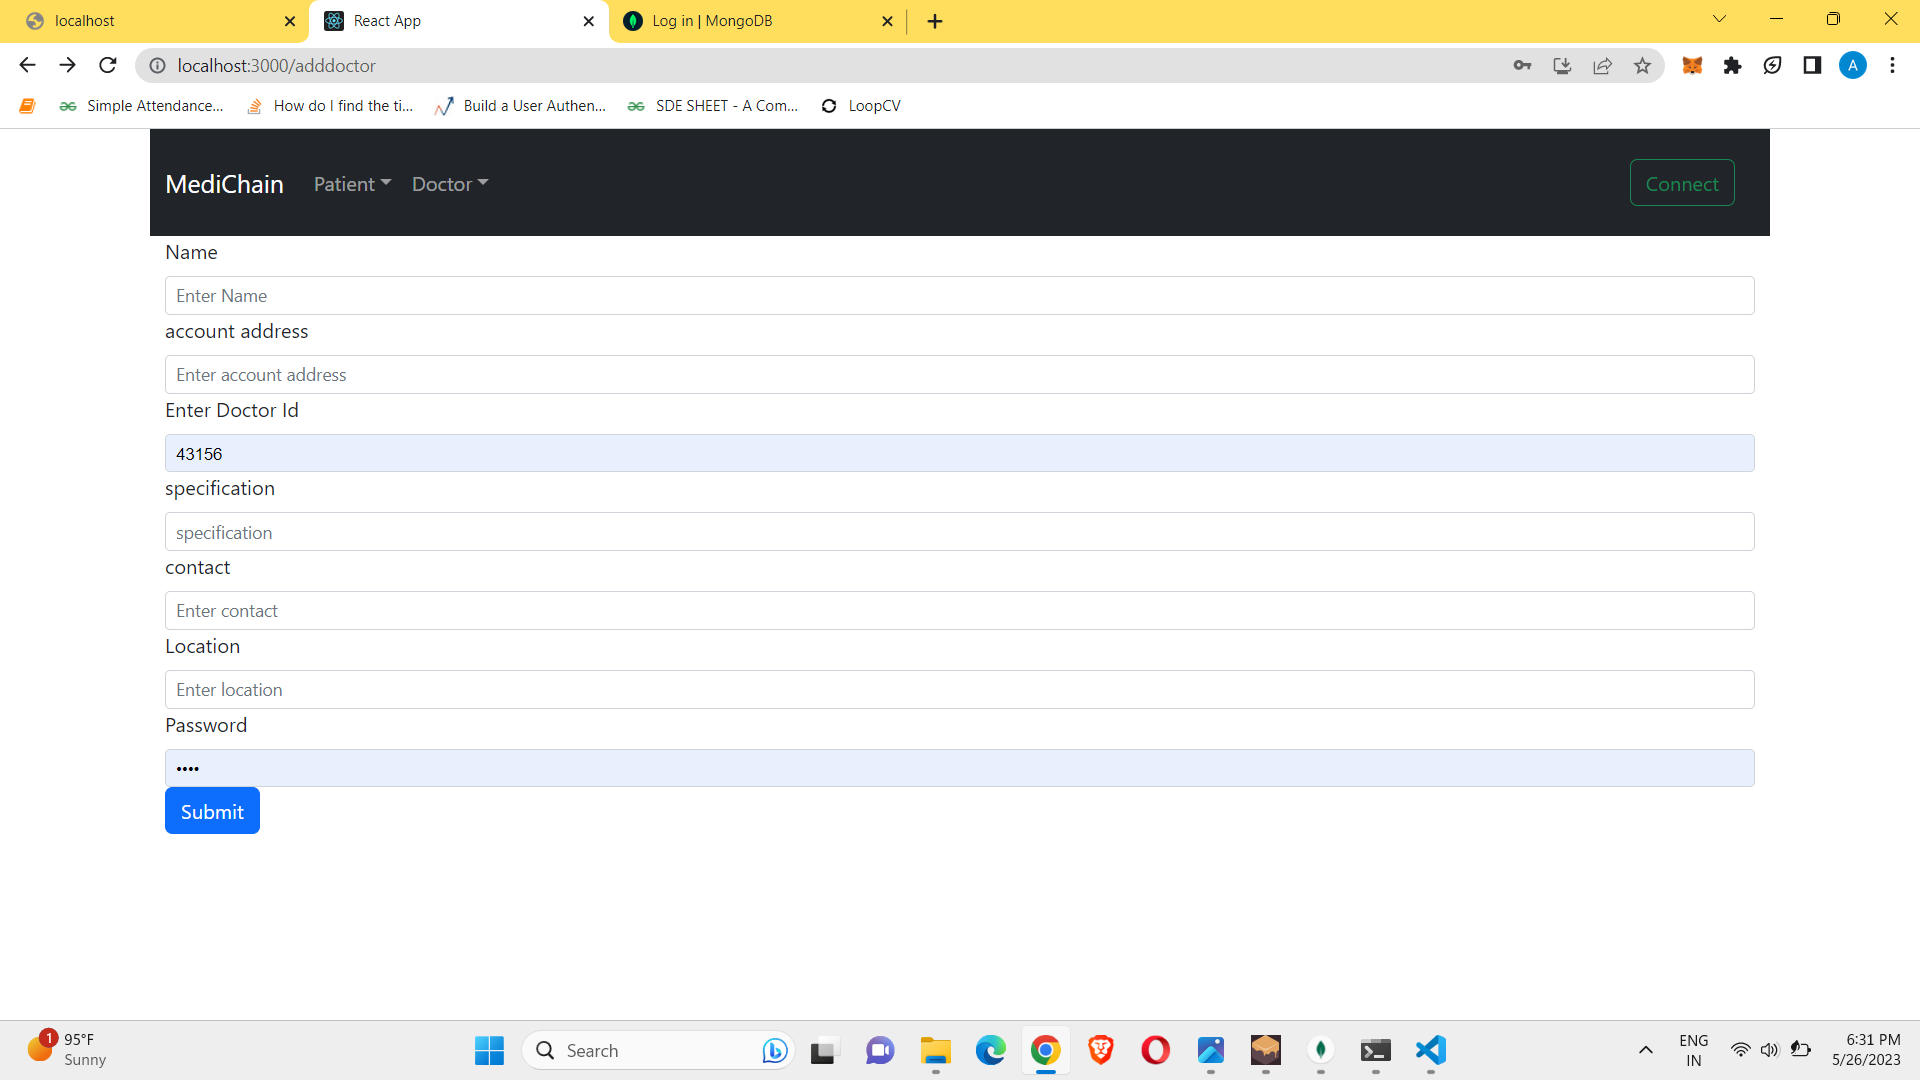 localhost
React App
Log in | MongoDB
localhost:3000/adddoctor
A
Simple Attendance...
How do I find the ti...
Build a User Authen...
SDE SHEET - A Com...
LoopCV
MediChain
Patient
Doctor
Connect
Name
Enter Name
account address
Enter account address
Enter Doctor Id
43156
specification
specification
contact
Enter contact
Location
Enter location
Password
••••
Submit
1
95°F
Sunny
Search
ENG
IN
6:31 PM
5/26/2023